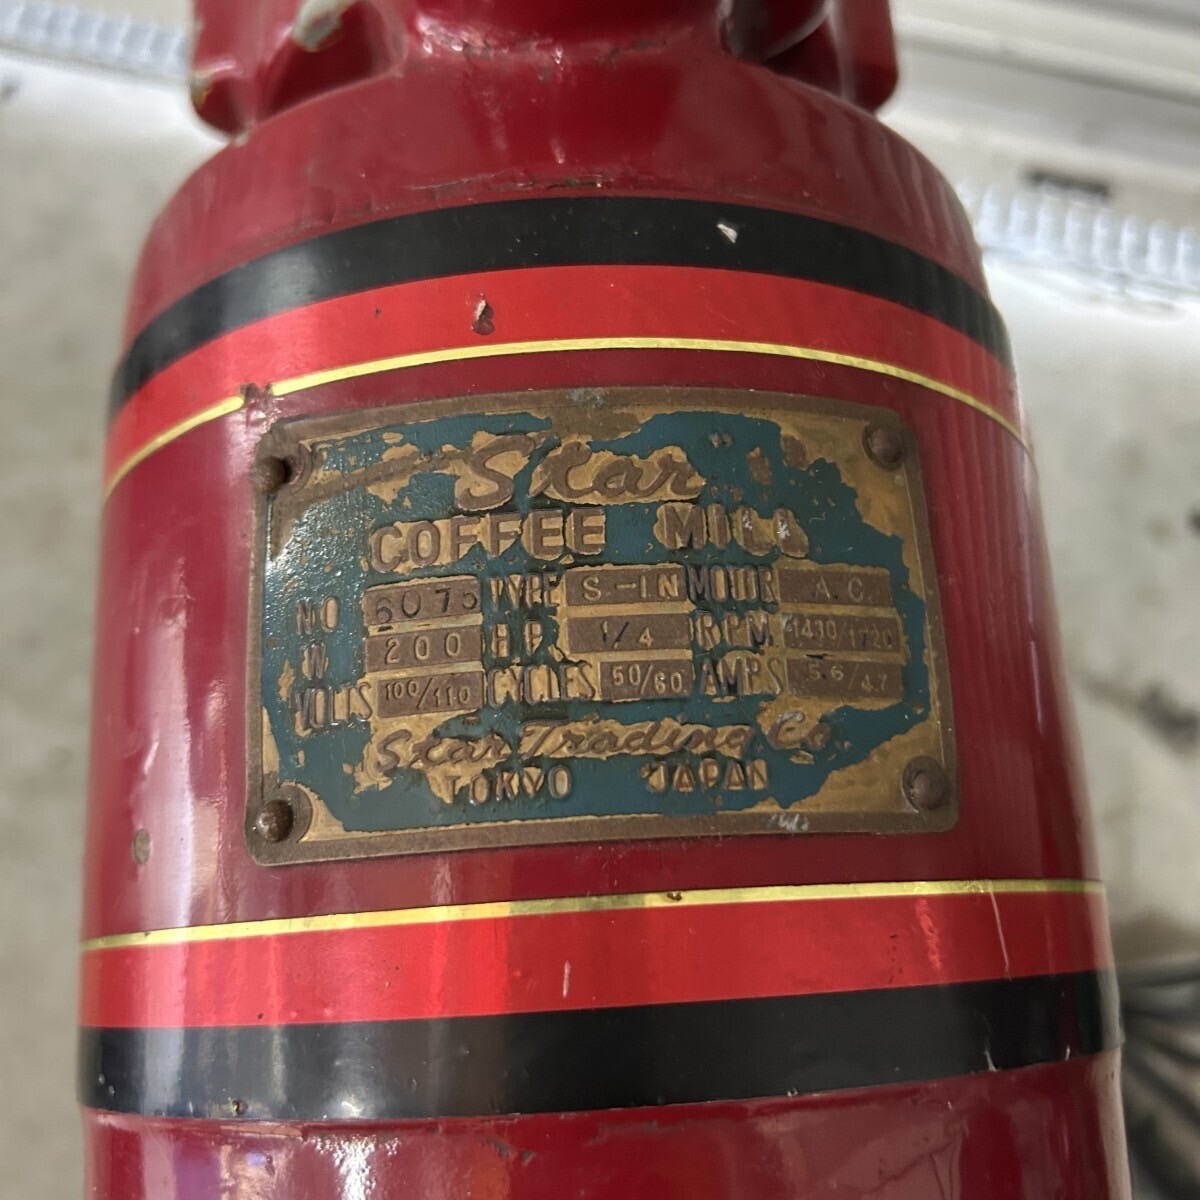 "Star"
COFFEE MILL
NO 6075 TYPE S-1N MOTOR A.C.
W 200 H.P. 1/4 R.P.M. 1430/1720
VOLTS 100/110 CYCLES 50/60 AMPS 5.6/4.7
Star Trading Co.
TOKYO JAPAN